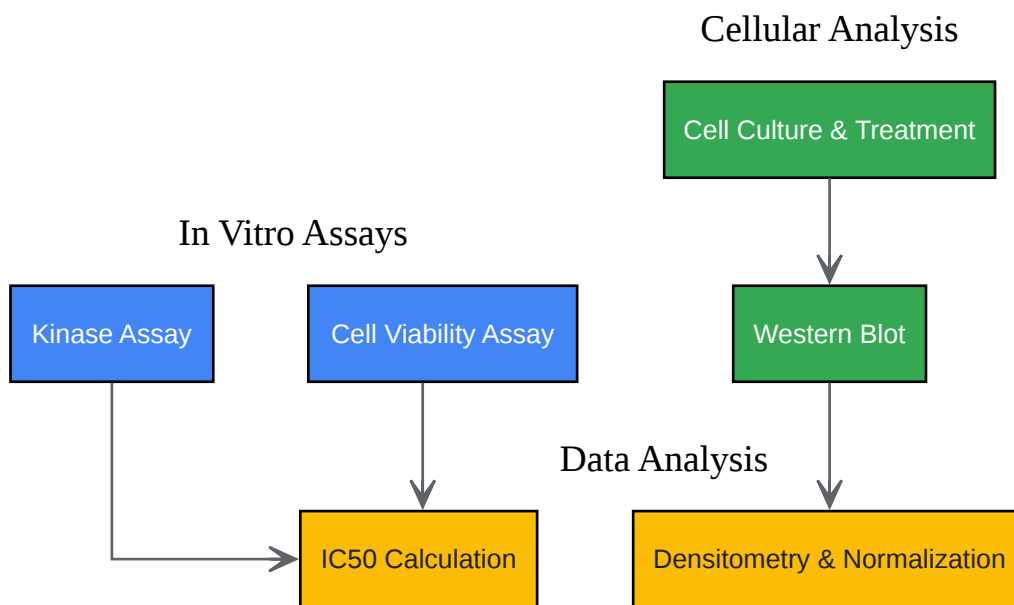 Cellular Analysis
Cell Culture & Treatment
In Vitro Assays
Kinase Assay
Cell Viability Assay
Western Blot
Data Analysis
IC50 Calculation
Densitometry & Normalization